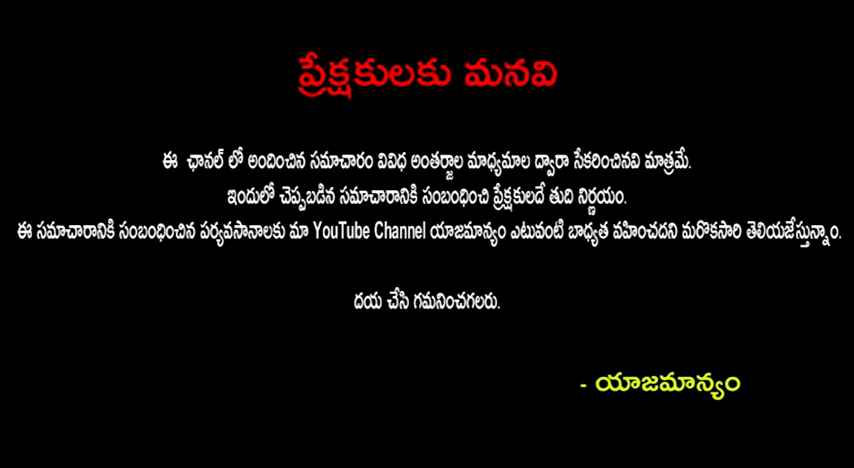 ప్రేక్షకులకు మనవి
ఈ ఛానల్ లో అందించిన సమాచారం వివిధ అంతర్జాల మాధ్యమాల ద్వారా సేకరించినవి మాత్రమే.
ఇందులో చెప్పబడిన సమాచారానికి సంబంధించి ప్రేక్షకులదే తుది నిర్ణయం.
ఈ సమాచారానికి సంబంధించిన పర్యవసానాలకు మా YouTube Channel యాజమాన్యం ఎటువంటి బాధ్యత వహించదని మరొకసారి తెలియజేస్తున్నాం.
దయ చేసి గమనించగలరు.
- యాజమాన్యం